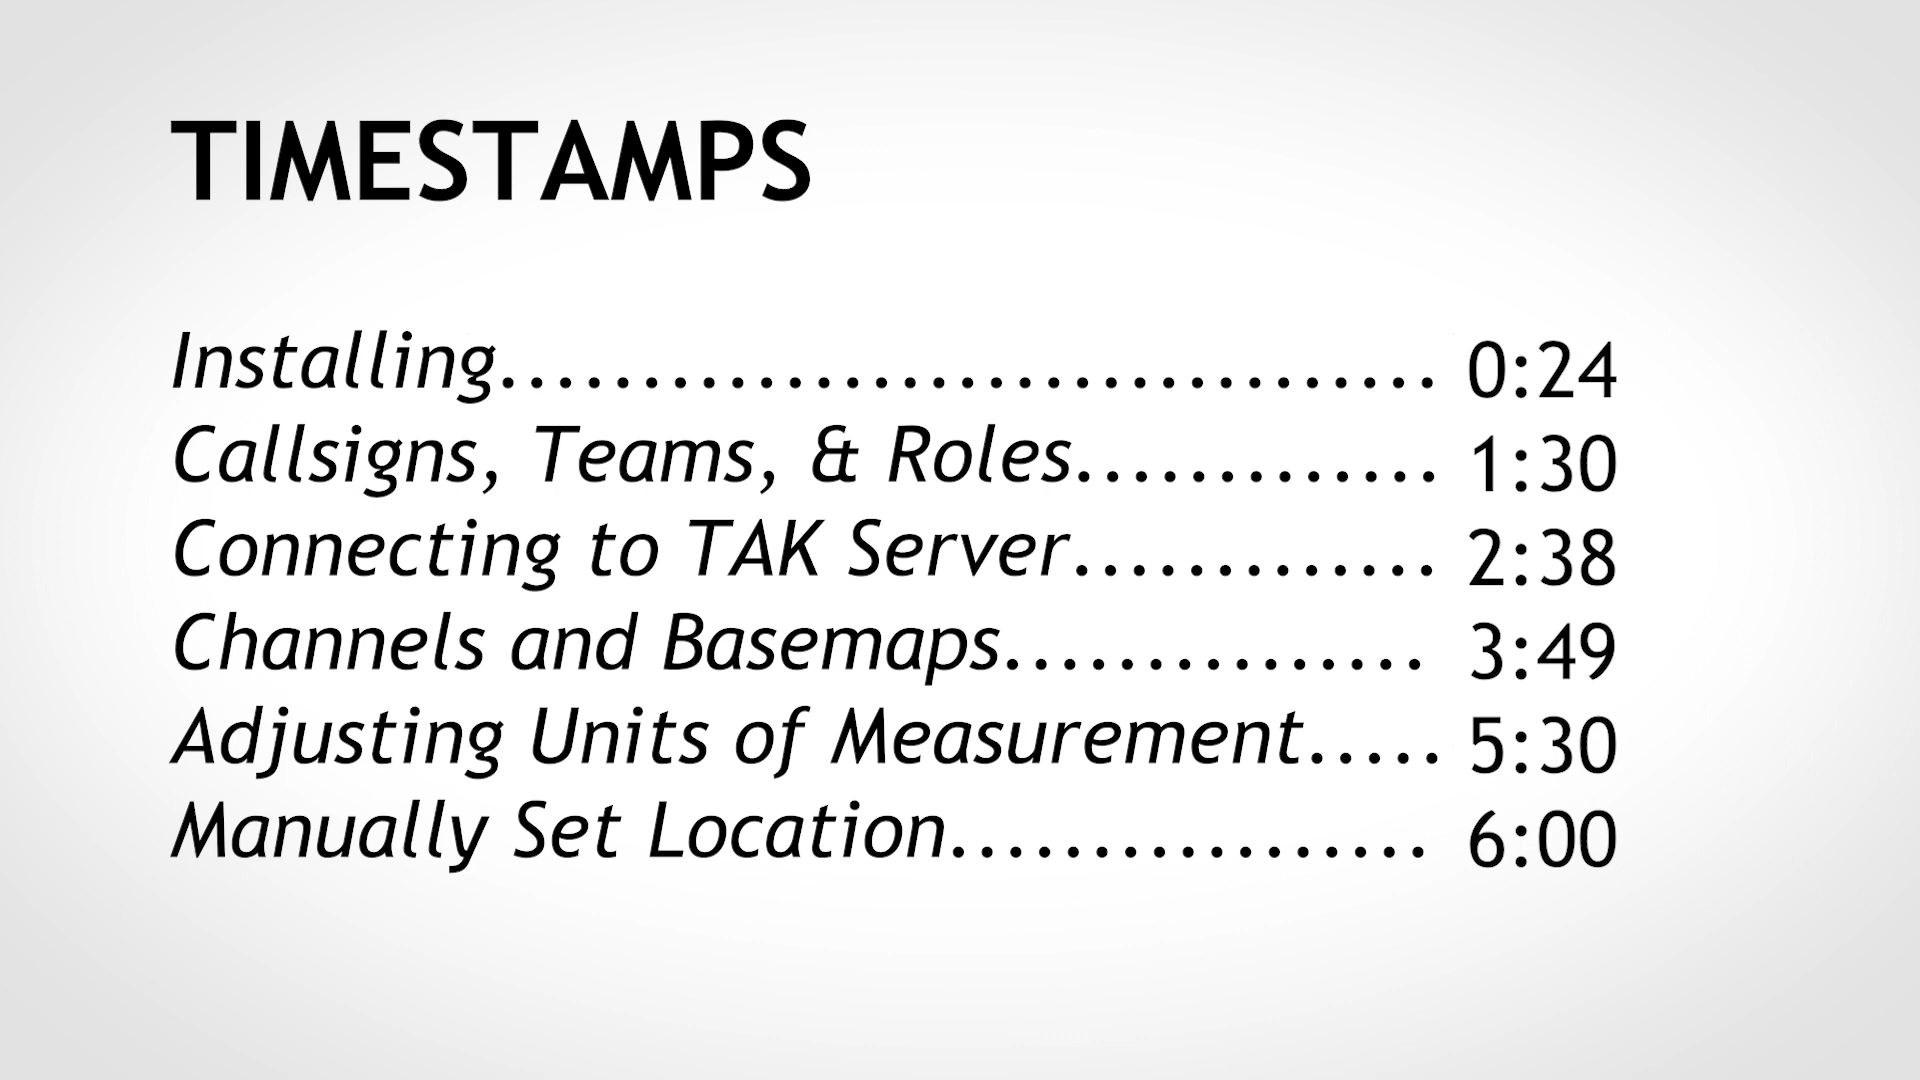 TIMESTAMPS
Installing................................. 0:24
Callsigns, Teams, & Roles............. 1:30
Connecting to TAK Server............. 2:38
Channels and Basemaps............... 3:49
Adjusting Units of Measurement..... 5:30
Manually Set Location................. 6:00